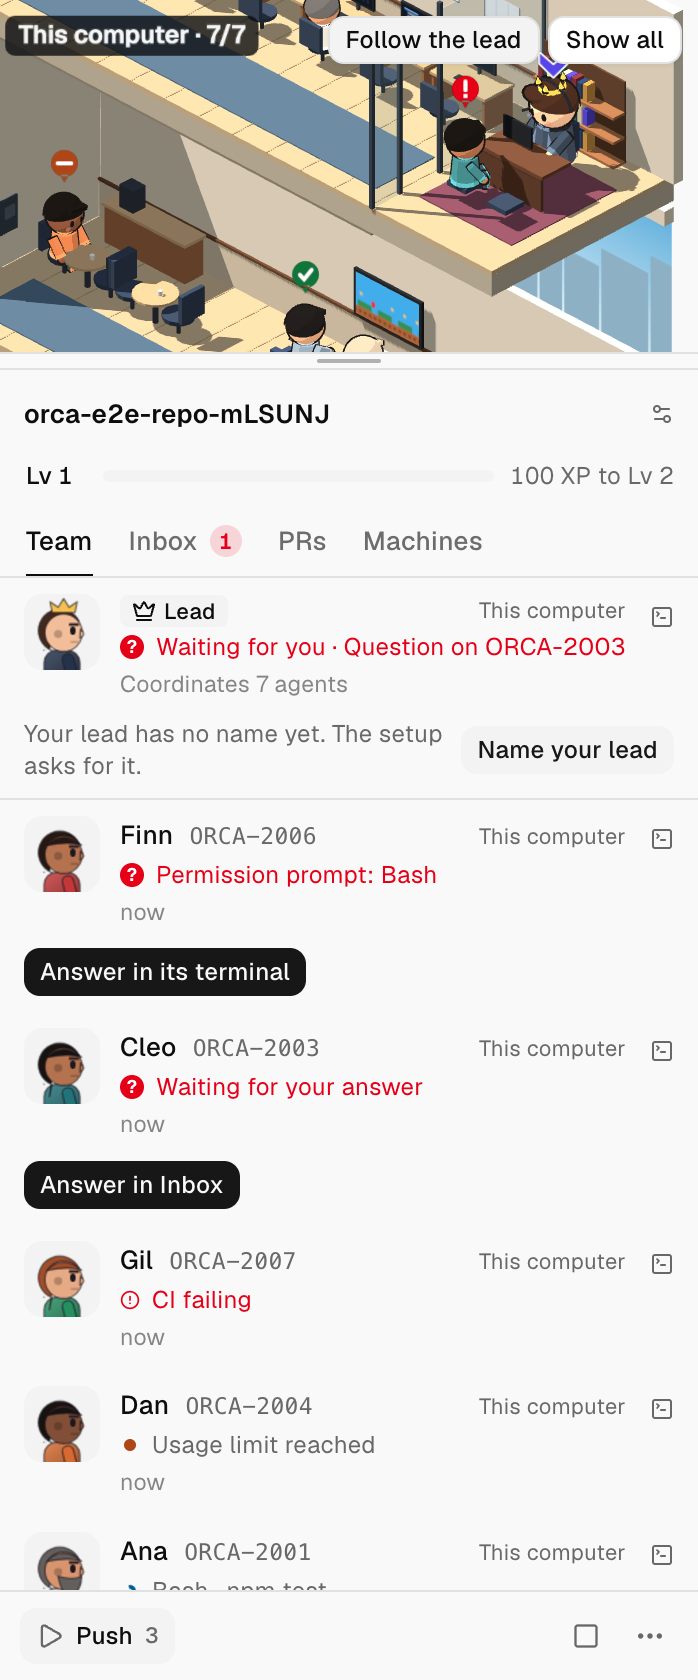 This computer · 7/7
Follow the lead
Show all
orca-e2e-repo-mLSUNJ
Lv 1
100 XP to Lv 2
Team
Inbox 1
PRs
Machines
Lead
This computer
Waiting for you · Question on ORCA-2003
Coordinates 7 agents
Your lead has no name yet. The setup
asks for it.
Name your lead
Finn ORCA-2006
This computer
Permission prompt: Bash
now
Answer in its terminal
Cleo ORCA-2003
This computer
Waiting for your answer
now
Answer in Inbox
Gil ORCA-2007
This computer
CI failing
now
Dan ORCA-2004
This computer
Usage limit reached
now
Ana ORCA-2001
This computer
Push 3